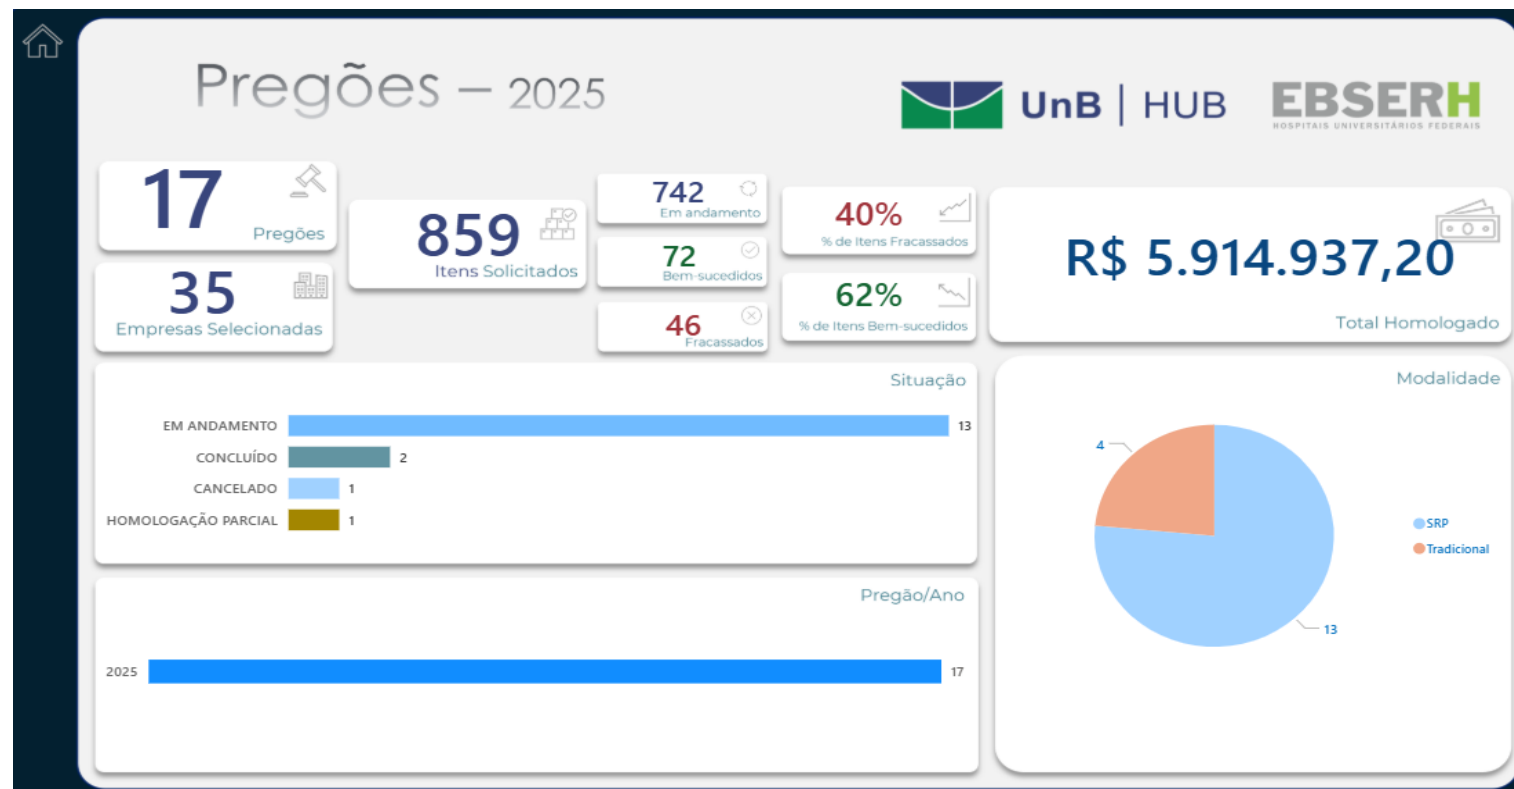 Pregões – 2025
UnB | HUB
EBSERH
HOSPITAIS UNIVERSITÁRIOS FEDERAIS
17
Pregões
35
Empresas Selecionadas
859
Itens Solicitados
742
Em andamento
72
Bem-sucedidos
46
Fracassados
40%
% de Itens Fracassados
62%
% de Itens Bem-sucedidos
R$ 5.914.937,20
Total Homologado
Situação
EM ANDAMENTO 13
CONCLUÍDO 2
CANCELADO 1
HOMOLOGAÇÃO PARCIAL 1
Pregão/Ano
2025 17
Modalidade
4
13
SRP
Tradicional